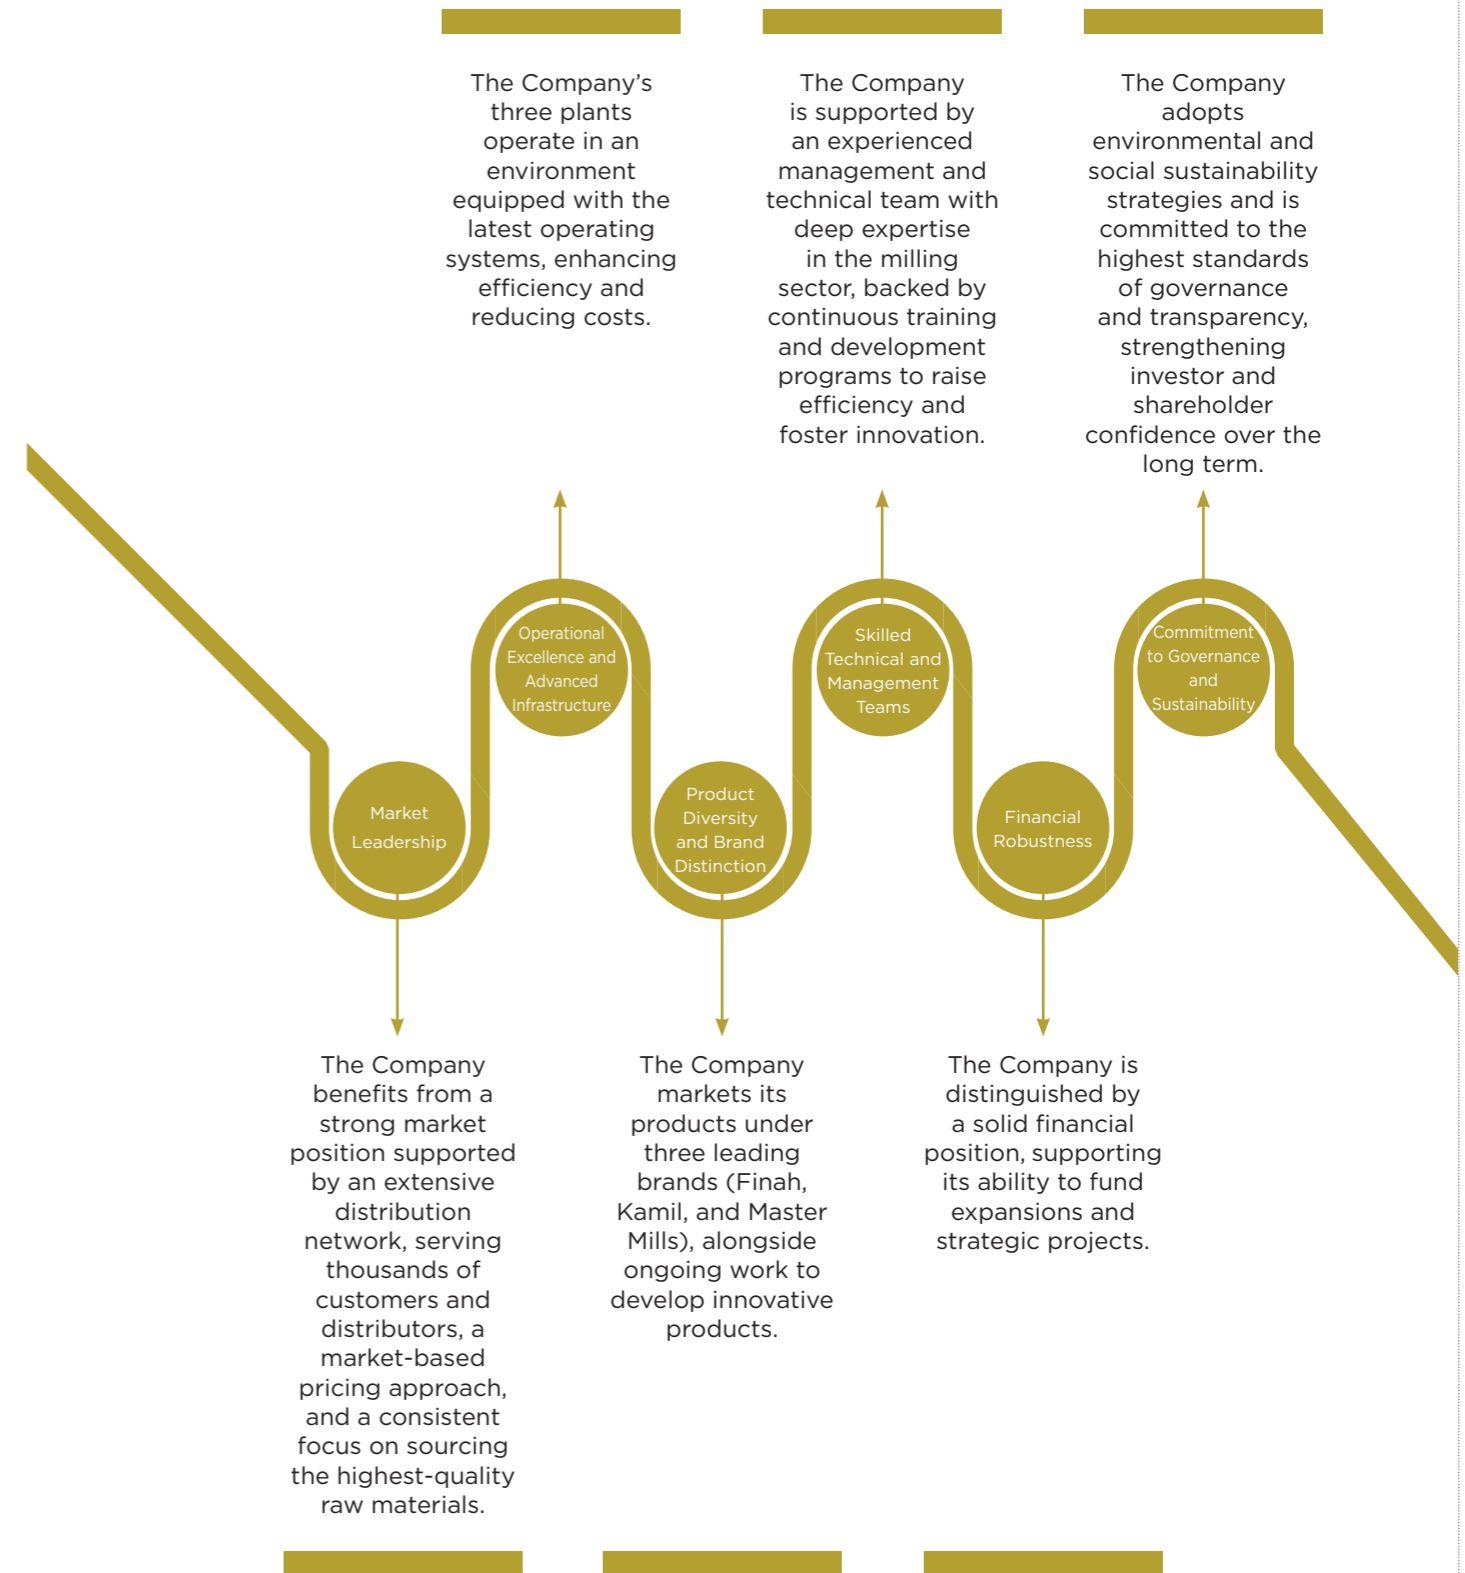 The Company's
three plants
operate in an
environment
equipped with the
latest operating
systems, enhancing
efficiency and
reducing costs.
The Company
is supported by
an experienced
management and
technical team with
deep expertise
in the milling
sector, backed by
continuous training
and development
programs to raise
efficiency and
foster innovation.
The Company
adopts
environmental and
social sustainability
strategies and is
committed to the
highest standards
of governance
and transparency,
strengthening
investor and
shareholder
confidence over the
long term.
Operational
Excellence and
Advanced
Infrastructure
Skilled
Technical and
Management
Teams
Commitment
to Governance
and
Sustainability
Market
Leadership
Product
Diversity
and Brand
Distinction
Financial
Robustness
The Company
benefits from a
strong market
position supported
by an extensive
distribution
network, serving
thousands of
customers and
distributors, a
market-based
pricing approach,
and a consistent
focus on sourcing
the highest-quality
raw materials.
The Company
markets its
products under
three leading
brands (Finah,
Kamil, and Master
Mills), alongside
ongoing work to
develop innovative
products.
The Company is
distinguished by
a solid financial
position, supporting
its ability to fund
expansions and
strategic projects.